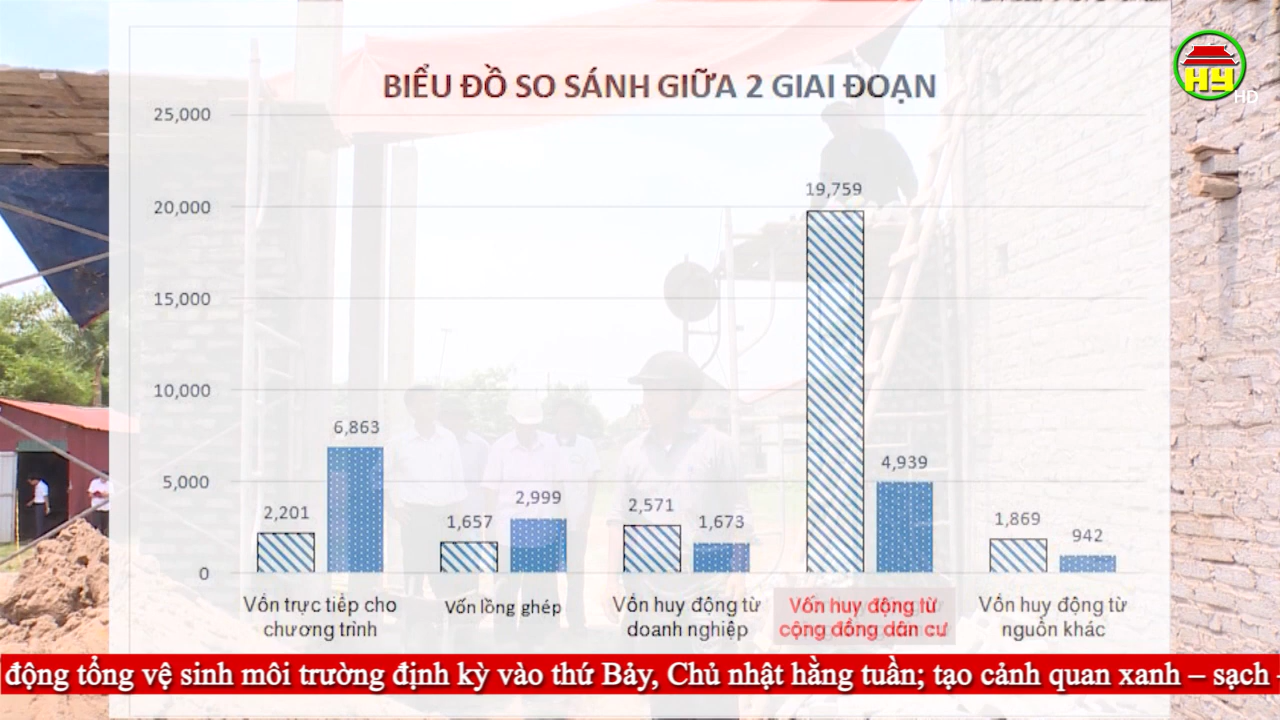 BIỂU ĐỒ SO SÁNH GIỮA 2 GIAI ĐOẠN
HY
HD
25,000
20,000
15,000
10,000
5,000
0
2,201
6,863
1,657
2,999
2,571
1,673
19,759
4,939
1,869
942
Vốn trực tiếp cho
chương trình
Vốn lồng ghép
Vốn huy động từ
doanh nghiệp
Vốn huy động từ
cộng đồng dân cư
Vốn huy động từ
nguồn khác
động tổng vệ sinh môi trường định kỳ vào thứ Bảy, Chủ nhật hằng tuần; tạo cảnh quan xanh – sạch -